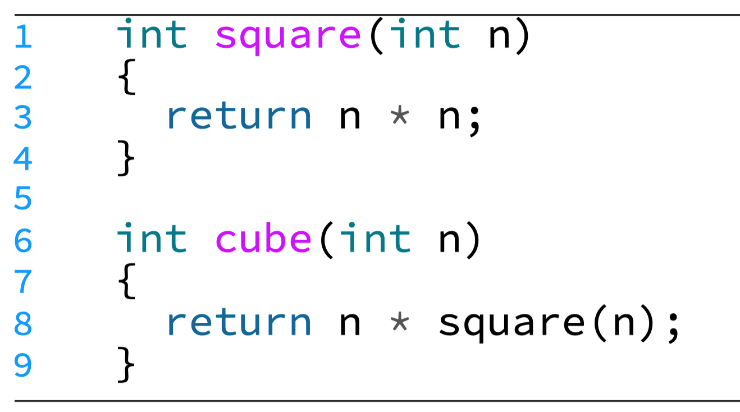 1 int square(int n)
2 {
3 return n * n;
4 }
5
6 int cube(int n)
7 {
8 return n * square(n);
9 }